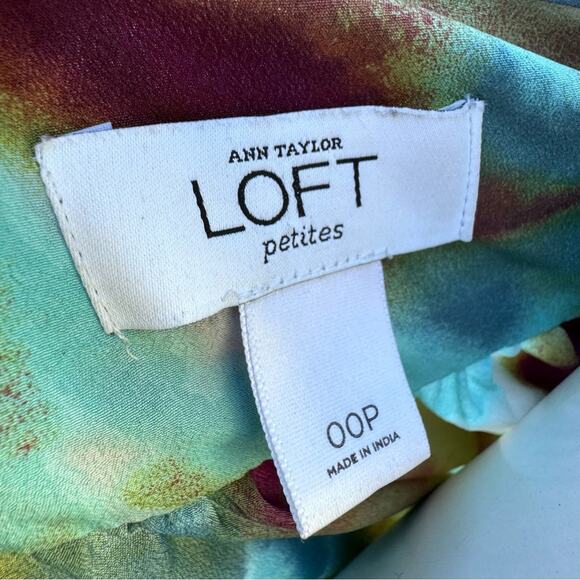 ANN TAYLOR
LOFT
petites
00P
MADE IN INDIA